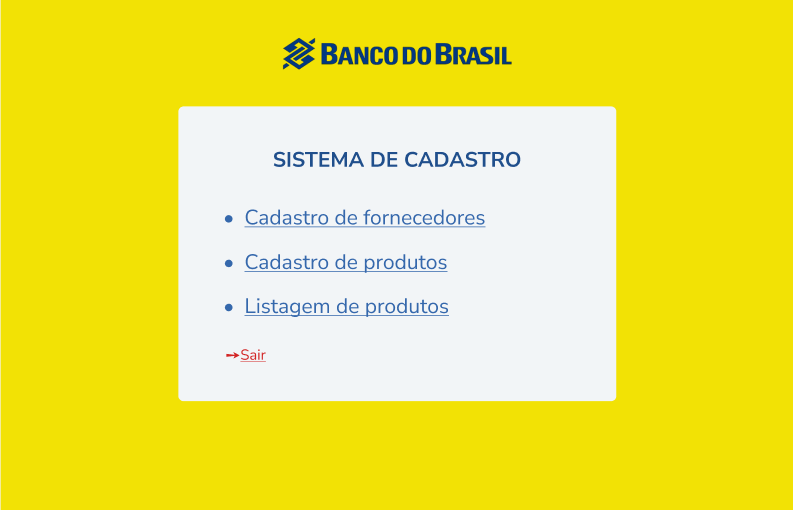 BANCO DO BRASIL
SISTEMA DE CADASTRO
• Cadastro de fornecedores
• Cadastro de produtos
• Listagem de produtos
➙Sair